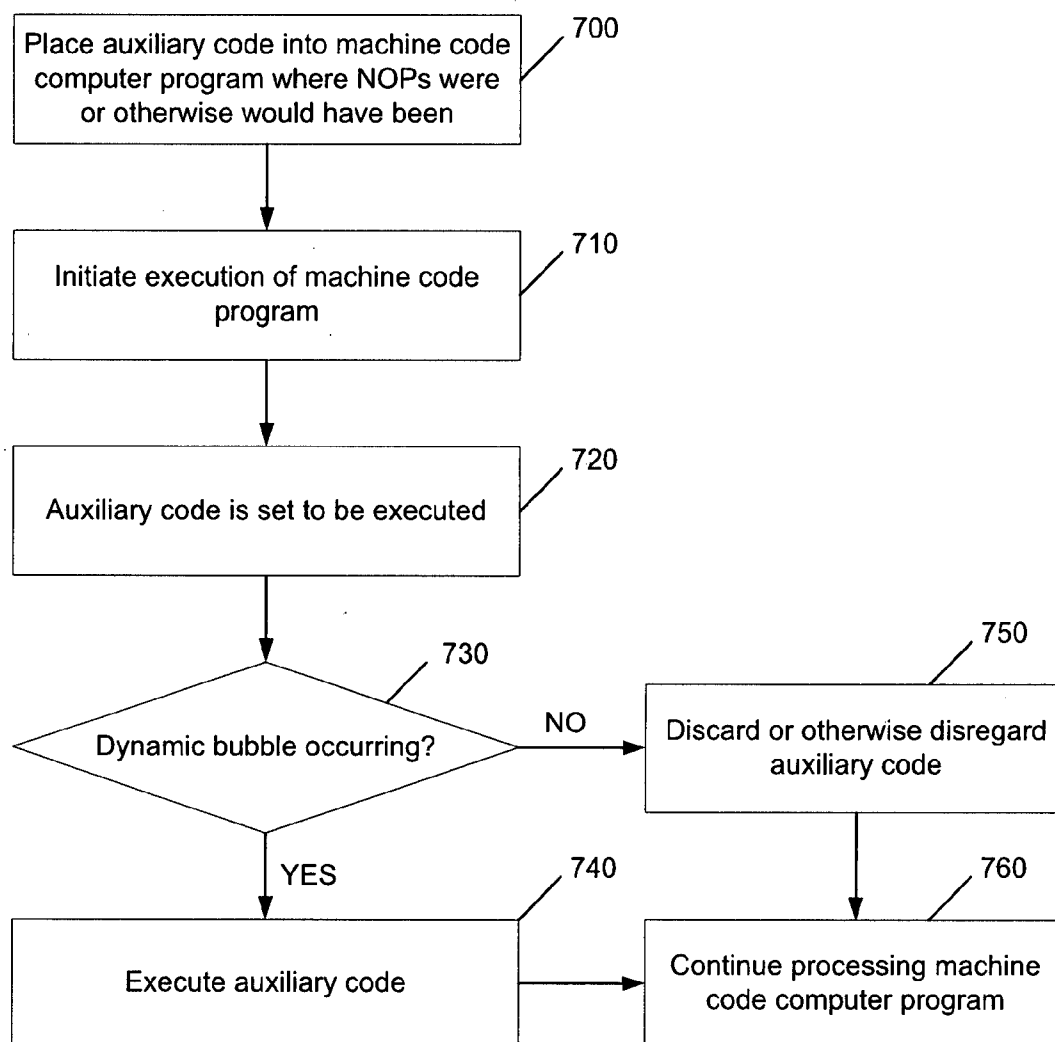 Place auxiliary code into machine code
computer program where NOPs were
or otherwise would have been
700
Initiate execution of machine code
program
710
Auxiliary code is set to be executed
720
Dynamic bubble occurring?
730
NO
YES
Discard or otherwise disregard
auxiliary code
750
Execute auxiliary code
740
Continue processing machine
code computer program
760